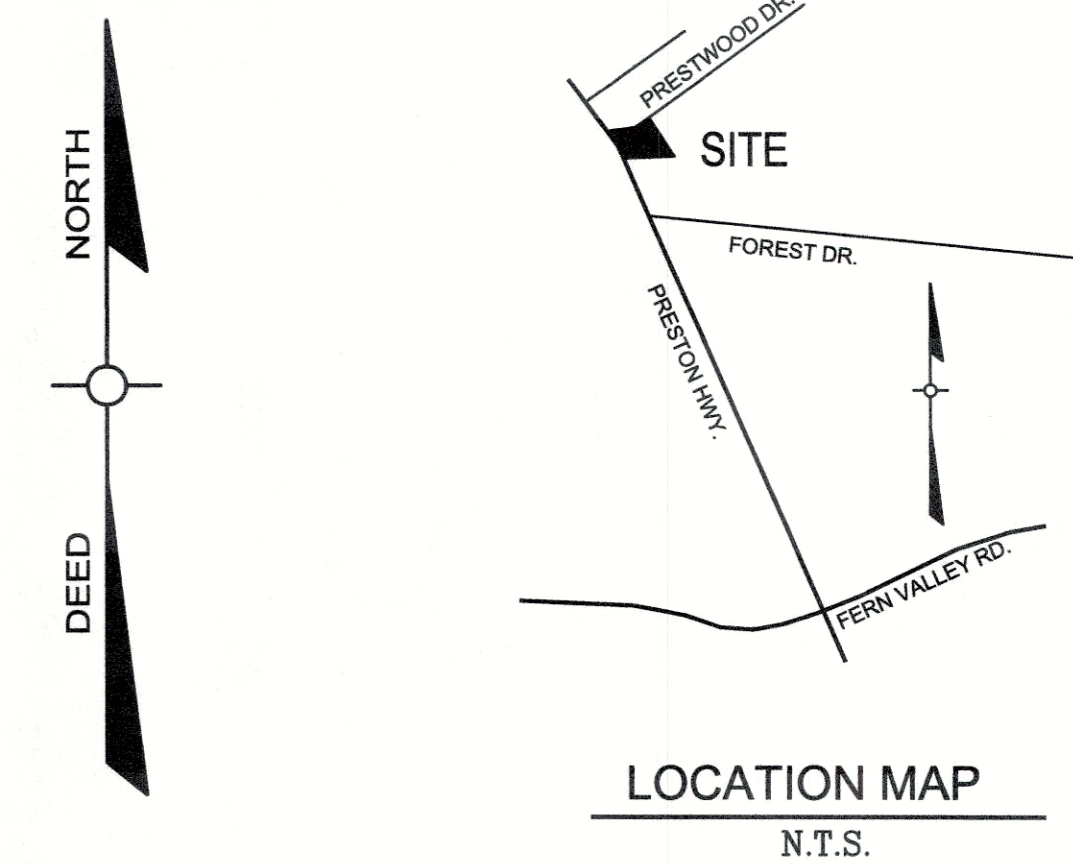 PRESTWOOD DR.
SITE
NORTH
FOREST DR.
PRESTON HWY.
DEED
FERN VALLEY RD.
LOCATION MAP
N.T.S.